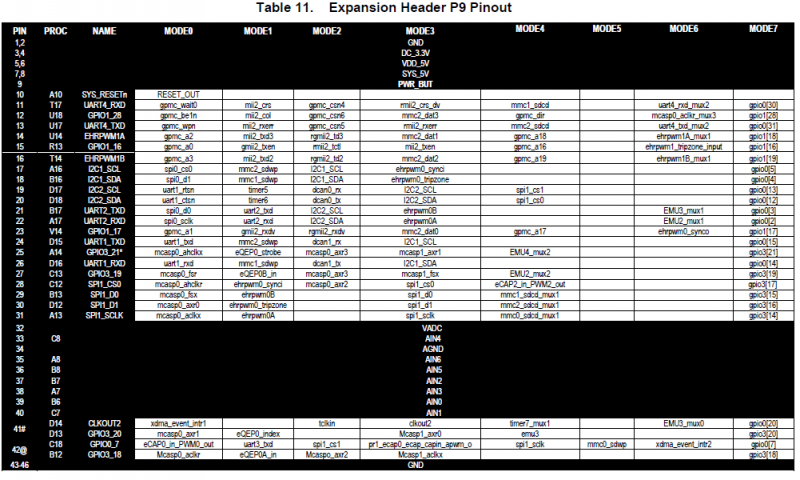 Table 11. Expansion Header P9 Pinout
PIN PROC NAME MODE0 MODE1 MODE2 MODE3 MODE4 MODE5 MODE6 MODE7
1,2 GND
3,4 DC_3.3V
5,6 VDD_5V
7,8 SYS_5V
9 PWR_BUT
10 A10 SYS_RESETn RESET_OUT
11 T17 UART4_RXD gpmc_wait0 mii2_crs gpmc_csn4 rmii2_crs_dv mmc1_sdcd uart4_rxd_mux2 gpio0[30]
12 U18 GPIO1_28 gpmc_be1n mii2_col gpmc_csn6 mmc2_dat3 gpmc_dir mcasp0_aclkr_mux3 gpio1[28]
13 U17 UART4_TXD gpmc_wpn mii2_rxerr gpmc_csn5 rmii2_rxerr mmc2_sdcd uart4_txd_mux2 gpio0[31]
14 U14 EHRPWM1A gpmc_a2 mii2_txd3 rgmii2_td3 mmc2_dat1 gpmc_a18 ehrpwm1A_mux1 gpio1[18]
15 R13 GPIO1_16 gpmc_a0 gmii2_txen rmii2_tctl mii2_txen gpmc_a16 ehrpwm1_tripzone_input gpio1[16]
16 T14 EHRPWM1B gpmc_a3 mii2_txd2 rgmii2_td2 mmc2_dat2 gpmc_a19 ehrpwm1B_mux1 gpio1[19]
17 A16 I2C1_SCL spi0_cs0 mmc2_sdwp I2C1_SCL ehrpwm0_synci gpio0[5]
18 B16 I2C1_SDA spi0_d1 mmc1_sdwp I2C1_SDA ehrpwm0_tripzone gpio0[4]
19 D17 I2C2_SCL uart1_rtsn timer5 dcan0_rx I2C2_SCL spi1_cs1 gpio0[13]
20 D18 I2C2_SDA uart1_ctsn timer6 dcan0_tx I2C2_SDA spi1_cs0 gpio0[12]
21 B17 UART2_TXD spi0_d0 uart2_txd I2C2_SCL ehrpwm0B EMU3_mux1 gpio0[3]
22 A17 UART2_RXD spi0_sclk uart2_rxd I2C2_SDA ehrpwm0A EMU2_mux1 gpio0[2]
23 V14 GPIO1_17 gpmc_a1 gmii2_rxdv rgmii2_rxdv mmc2_dat0 gpmc_a17 ehrpwm0_synco gpio1[17]
24 D15 UART1_TXD uart1_txd mmc2_sdwp dcan1_rx I2C1_SCL gpio0[15]
25 A14 GPIO3_21* mcasp0_ahclkx eQEP0_strobe mcasp0_axr3 mcasp1_axr1 EMU4_mux2 gpio3[21]
26 D16 UART1_RXD uart1_rxd mmc1_sdwp dcan1_tx I2C1_SDA gpio0[14]
27 C13 GPIO3_19 mcasp0_fsr eQEP0B_in mcasp0_axr3 mcasp1_fsx EMU2_mux2 gpio3[19]
28 C12 SPI1_CS0 mcasp0_ahclkr ehrpwm0_synci mcasp0_axr2 spi1_cs0 eCAP2_in_PWM2_out gpio3[17]
29 B13 SPI1_D0 mcasp0_fsx ehrpwm0B spi1_d0 mmc1_sdcd_mux1 gpio3[15]
30 D12 SPI1_D1 mcasp0_axr0 ehrpwm0_tripzone spi1_d1 mmc2_sdcd_mux1 gpio3[16]
31 A13 SPI1_SCLK mcasp0_aclkx ehrpwm0A spi1_sclk mmc0_sdcd_mux1 gpio3[14]
32 VADC
33 C8 AIN4
34 AGND
35 A8 AIN6
36 B8 AIN5
37 B7 AIN2
38 A7 AIN3
39 B6 AIN0
40 C7 AIN1
41# D14 CLKOUT2 xdma_event_intr1 tclkin clkout2 timer7_mux1 EMU3_mux0 gpio0[20]
D13 GPIO3_20 mcasp0_axr1 eQEP0_index Mcasp1_axr0 emu3 gpio3[20]
42@ C18 GPIO0_7 eCAP0_in_PWM0_out uart3_txd spi1_cs1 pr1_ecap0_ecap_capin_apwm_o spi1_sclk mmc0_sdwp xdma_event_intr2 gpio0[7]
B12 GPIO3_18 Mcasp0_aclkr eQEP0A_in Mcaspo_axr2 Mcasp1_aclkx gpio3[18]
43-46 GND